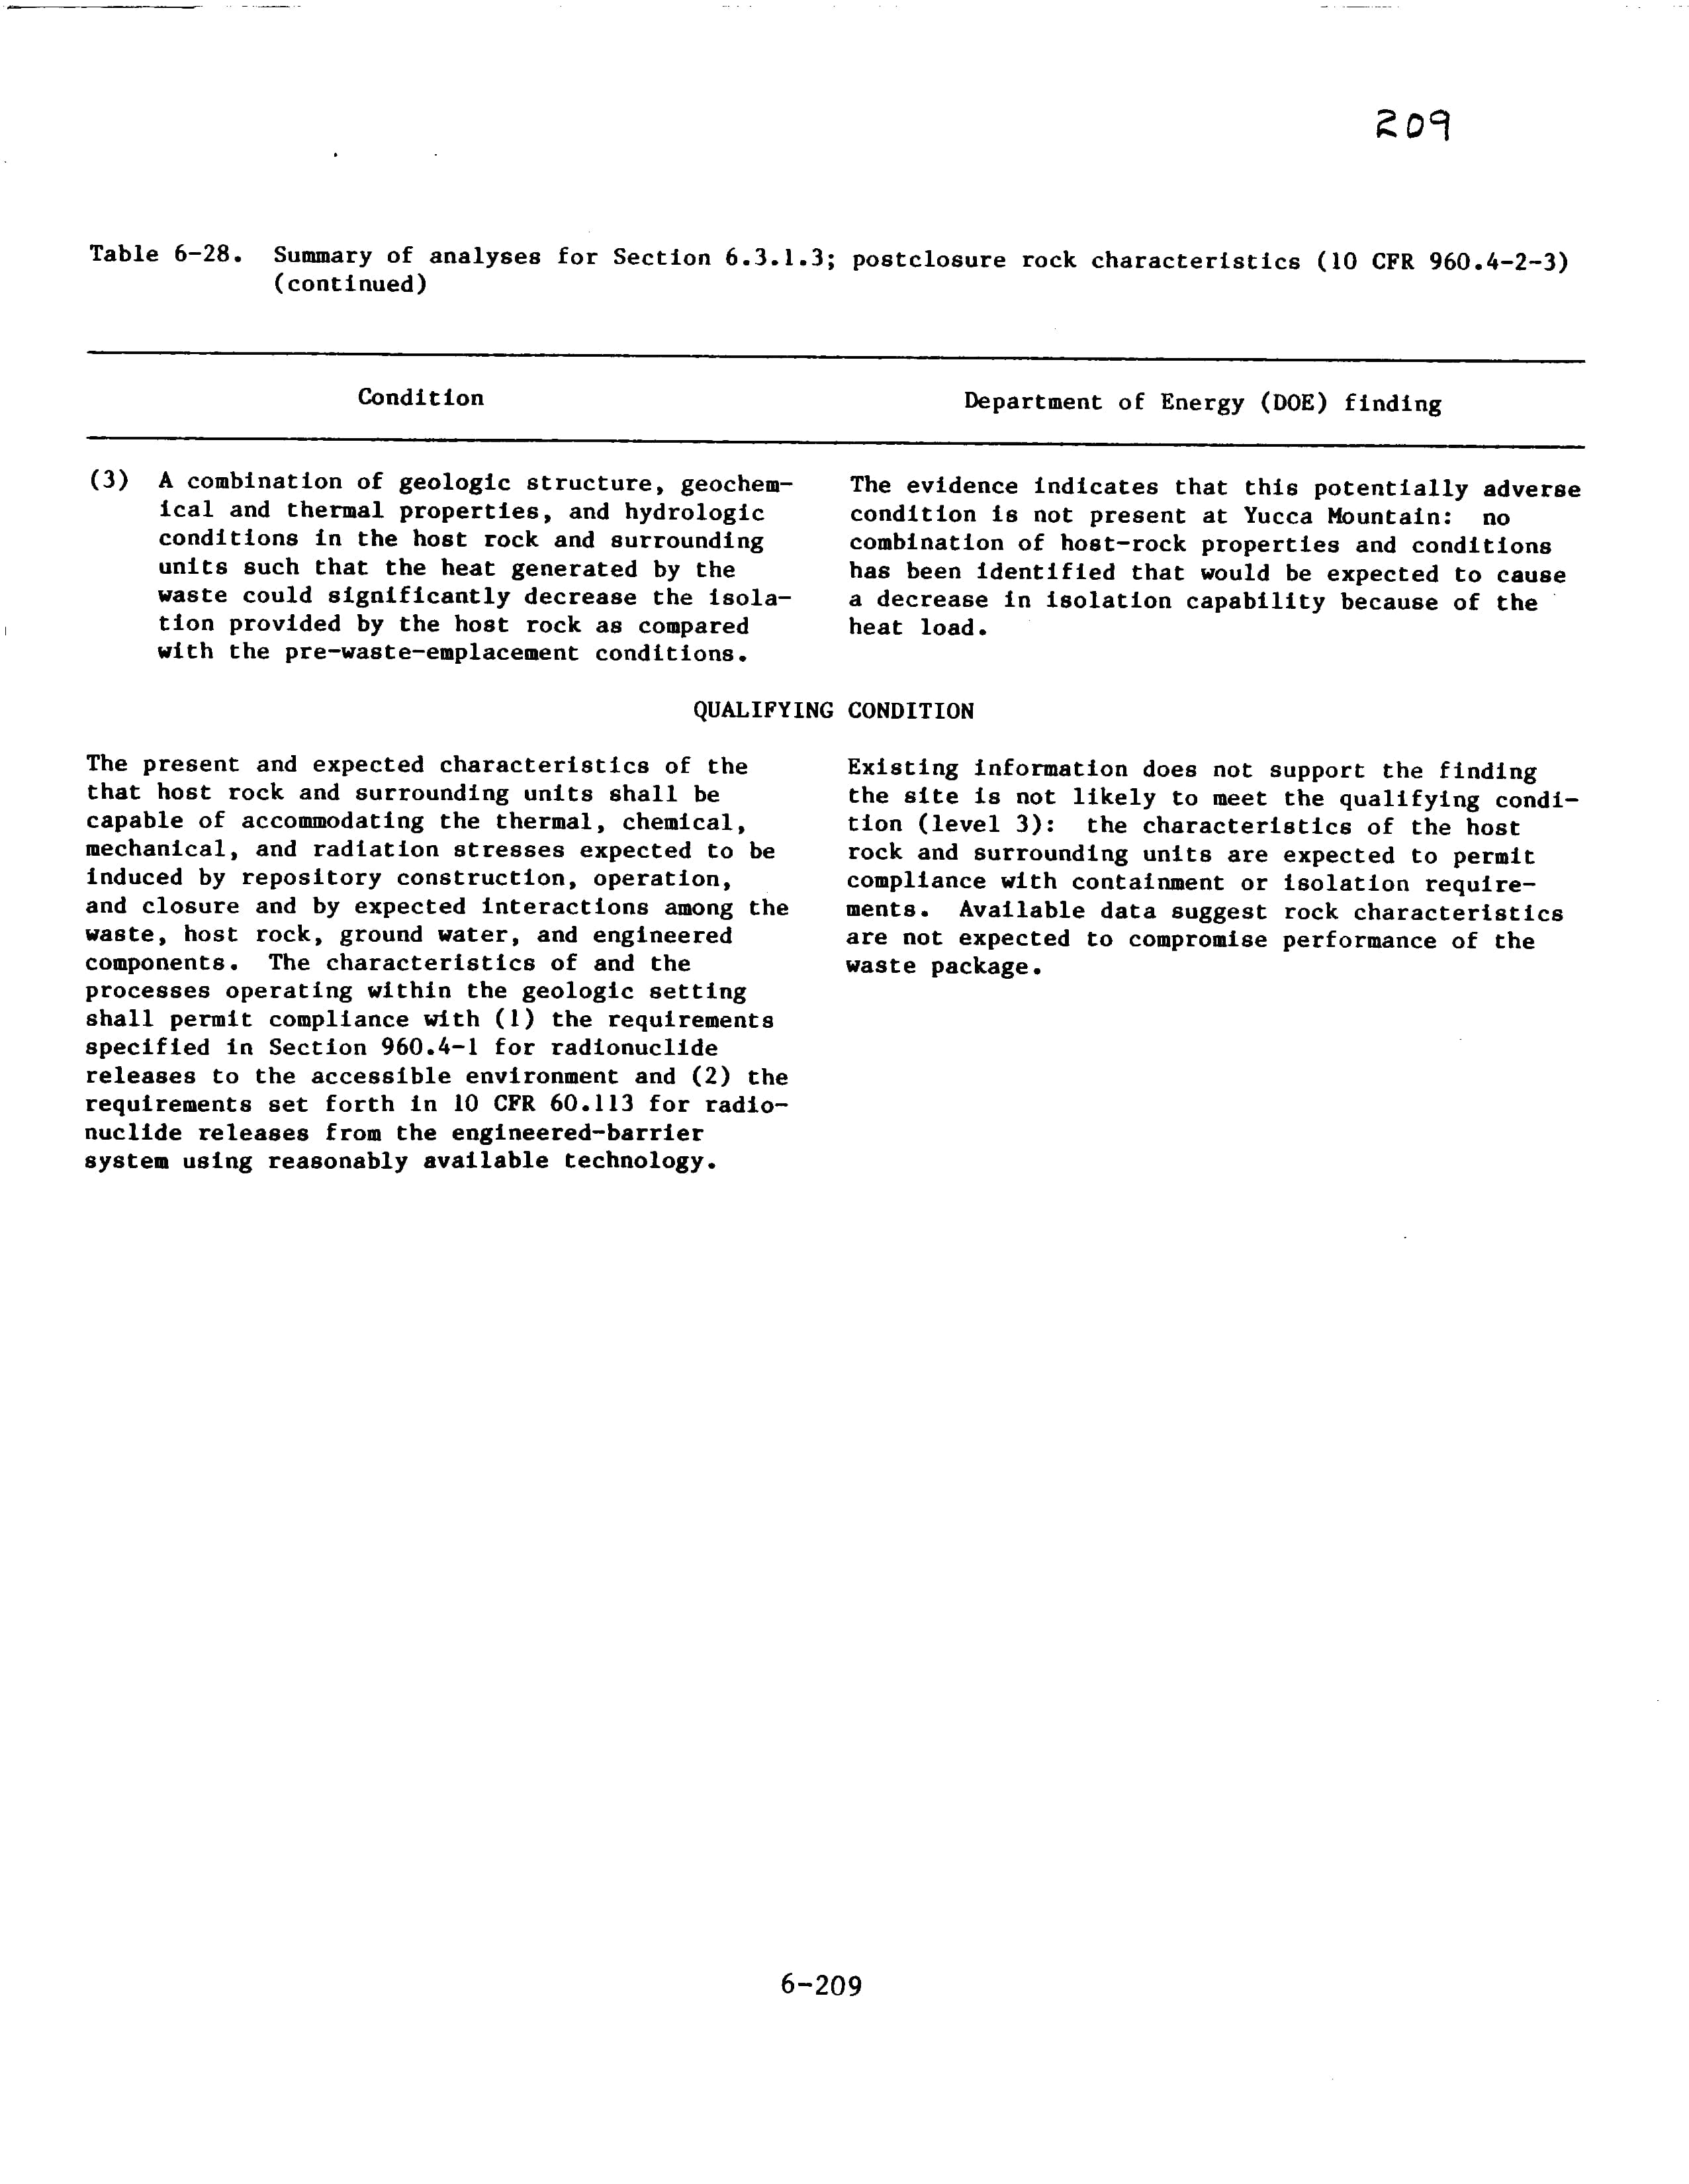 209
Table 6-28. Summary of analyses for Section 6.3.1.3; postclosure rock characteristics (10 CFR 960.4-2-3)
(continued)
Condition
Department of Energy (DOE) finding
(3) A combination of geologic structure, geochem-
ical and thermal properties, and hydrologic
conditions in the host rock and surrounding
units such that the heat generated by the
waste could significantly decrease the isola-
tion provided by the host rock as compared
with the pre-waste-emplacement conditions.
The evidence indicates that this potentially adverse
condition is not present at Yucca Mountain: no
combination of host-rock properties and conditions
has been identified that would be expected to cause
a decrease in isolation capability because of the
heat load.
QUALIFYING CONDITION
The present and expected characteristics of the
that host rock and surrounding units shall be
capable of accommodating the thermal, chemical,
mechanical, and radiation stresses expected to be
induced by repository construction, operation,
and closure and by expected interactions among the
waste, host rock, ground water, and engineered
components. The characteristics of and the
processes operating within the geologic setting
shall permit compliance with (1) the requirements
specified in Section 960.4-1 for radionuclide
releases to the accessible environment and (2) the
requirements set forth in 10 CFR 60.113 for radio-
nuclide releases from the engineered-barrier
system using reasonably available technology.
Existing information does not support the finding
the site is not likely to meet the qualifying condi-
tion (level 3): the characteristics of the host
rock and surrounding units are expected to permit
compliance with containment or isolation require-
ments. Available data suggest rock characteristics
are not expected to compromise performance of the
waste package.
6-209